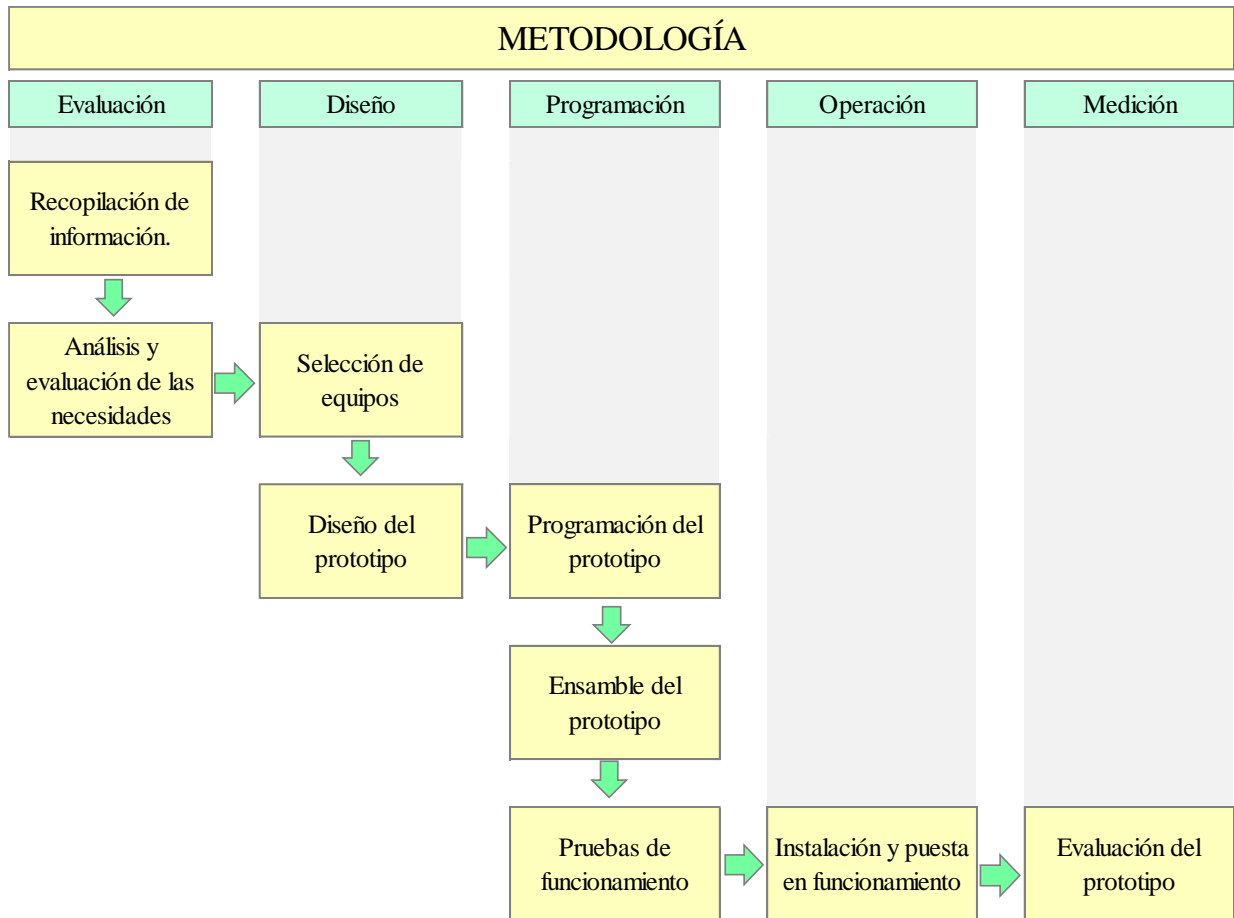 METODOLOGÍA
Evaluación
Diseño
Programación
Operación
Medición
Recopilación de
información.
Análisis y
evaluación de las
necesidades
Selección de
equipos
Diseño del
prototipo
Programación del
prototipo
Ensamble del
prototipo
Pruebas de
funcionamiento
Instalación y puesta
en funcionamiento
Evaluación del
prototipo